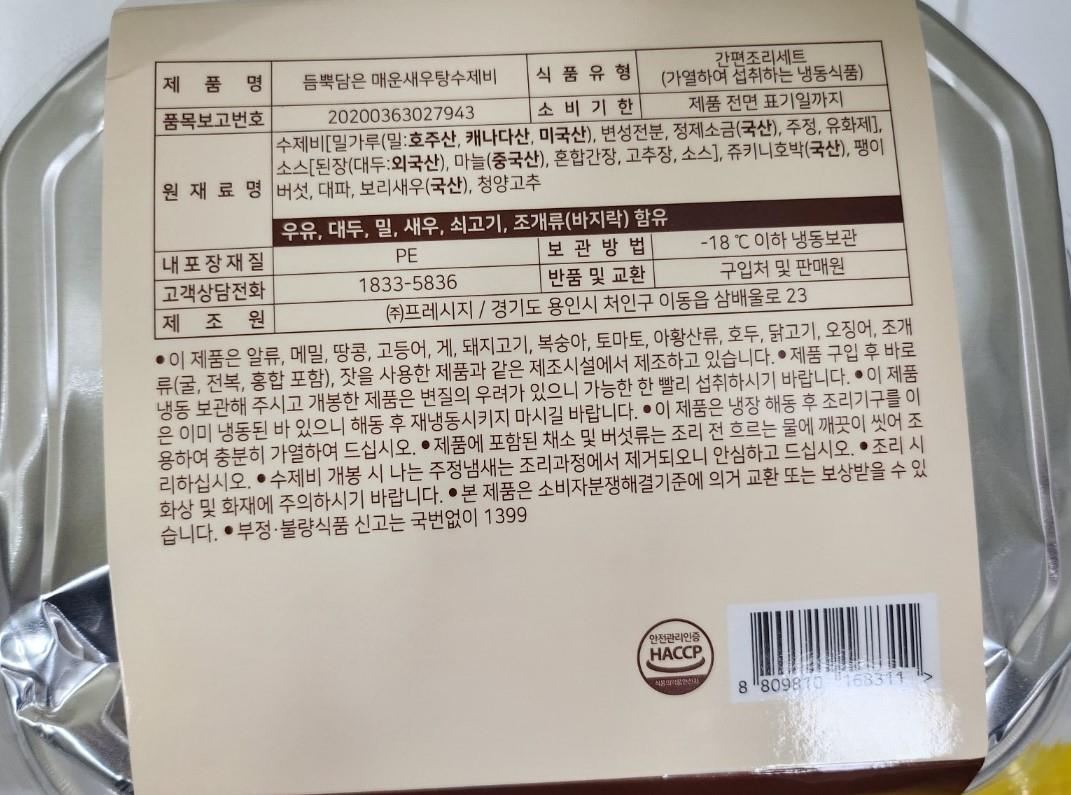 제 품 명 듬뿍담은 매운새우탕수제비 식 품 유 형 간편조리세트
(가열하여 섭취하는 냉동식품)
품목보고번호 20200363027943 소 비 기 한 제품 전면 표기일까지
원 재 료 명 수제비[밀가루(밀:호주산, 캐나다산, 미국산), 변성전분, 정제소금(국산), 주정, 유화제],
소스[된장(대두:외국산), 마늘(중국산), 혼합간장, 고추장, 소스], 쥬키니호박(국산), 팽이
버섯, 대파, 보리새우(국산), 청양고추
우유, 대두, 밀, 새우, 쇠고기, 조개류(바지락) 함유
내포장재질 PE 보 관 방 법 -18 ℃ 이하 냉동보관
고객상담전화 1833-5836 반품 및 교환 구입처 및 판매원
제 조 원 ㈜프레시지 / 경기도 용인시 처인구 이동읍 삼배울로 23
• 이 제품은 알류, 메밀, 땅콩, 고등어, 게, 돼지고기, 복숭아, 토마토, 아황산류, 호두, 닭고기, 오징어, 조개
류(굴, 전복, 홍합 포함), 잣을 사용한 제품과 같은 제조시설에서 제조하고 있습니다. • 제품 구입 후 바로
냉동 보관해 주시고 개봉한 제품은 변질의 우려가 있으니 가능한 한 빨리 섭취하시기 바랍니다. • 이 제품
은 이미 냉동된 바 있으니 해동 후 재냉동시키지 마시길 바랍니다. • 이 제품은 냉장 해동 후 조리기구를 이
용하여 충분히 가열하여 드십시오. • 제품에 포함된 채소 및 버섯류는 조리 전 흐르는 물에 깨끗이 씻어 조
리하십시오. • 수제비 개봉 시 나는 주정냄새는 조리과정에서 제거되오니 안심하고 드십시오. • 조리 시
화상 및 화재에 주의하시기 바랍니다. • 본 제품은 소비자분쟁해결기준에 의거 교환 또는 보상받을 수 있
습니다. • 부정·불량식품 신고는 국번없이 1399
안전관리인증
HACCP
식품의약품안전처
8 809810 168311 >